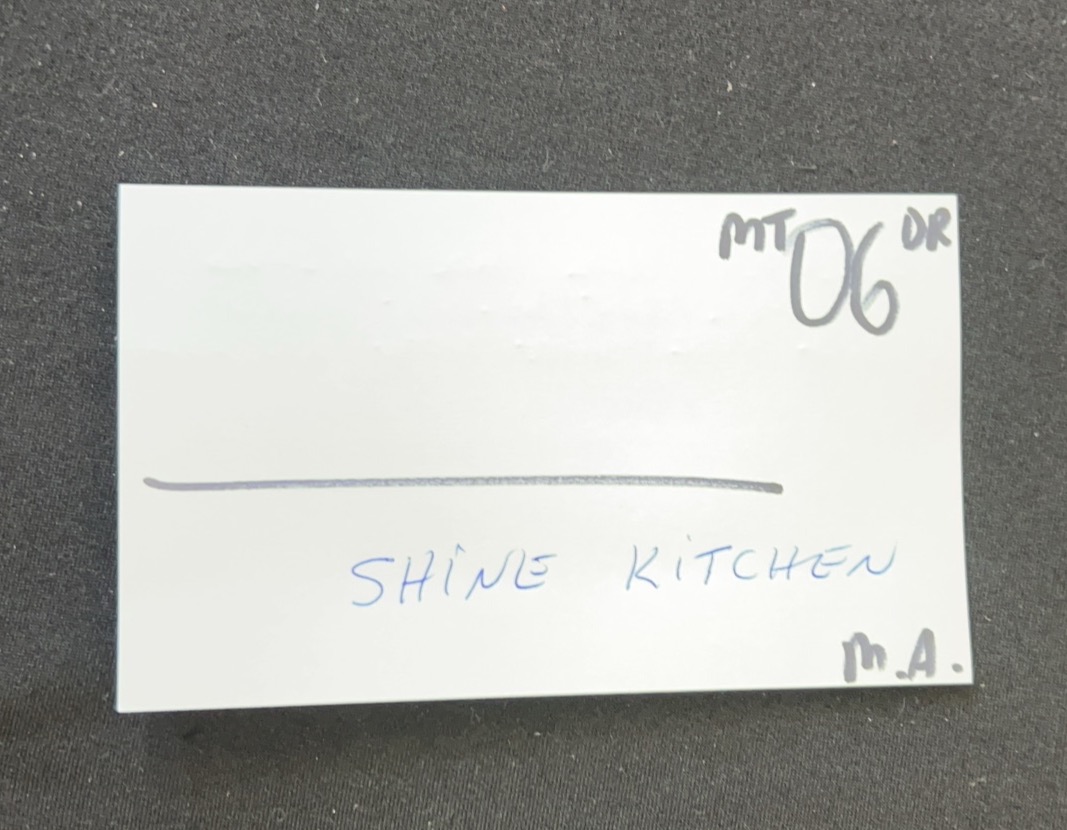 MT 06 DR
SHiNE KiTCHEN
M.A.